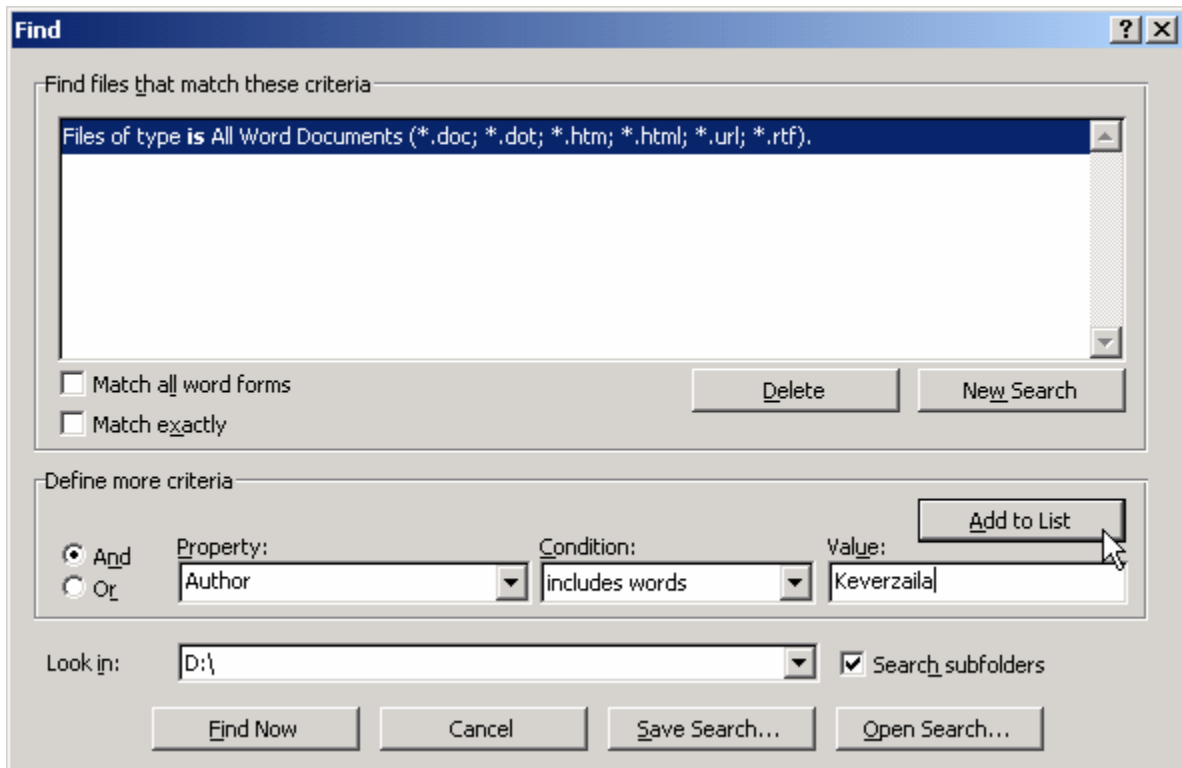 Find
Find files that match these criteria
Files of type is All Word Documents (*.doc; *.dot; *.htm; *.html; *.url; *.rtf).
Match all word forms
Delete
New Search
Match exactly
Define more criteria
Add to List
And
Property:
Condition:
Value:
Or
Author
includes words
Keverzaila
Look in:
D:\
Search subfolders
Find Now
Cancel
Save Search...
Open Search...